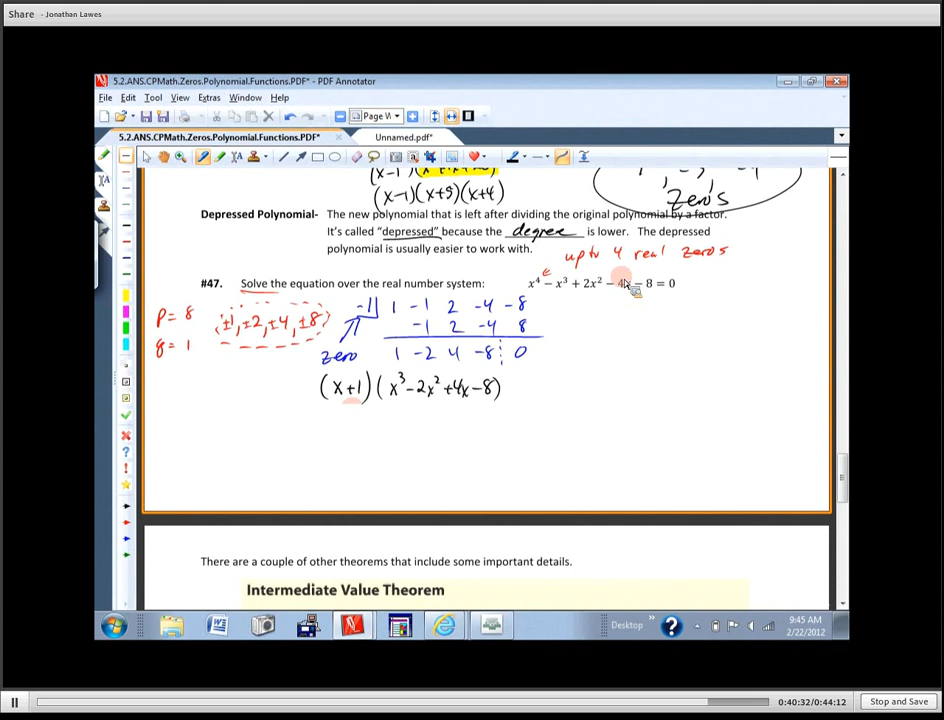 Share - Jonathan Lawes
5.2.ANS.CPMath.Zeros.Polynomial.Functions.PDF* - PDF Annotator
File Edit Tool View Extras Window Help
Page W
5.2.ANS.CPMath.Zeros.Polynomial.Functions.PDF* Unnamed.pdf*
(x-1)
(x-1)(x+5)(x+4)
Zeros
Depressed Polynomial- The new polynomial that is left after dividing the original polynomial by a factor.
It's called "depressed" because the degree is lower. The depressed
polynomial is usually easier to work with.
up to 4 real zeros
#47. Solve the equation over the real number system: x⁴ − x³ + 2x² − 4x − 8 = 0
P = 8 (±1, ±2, ±4, ±8)
q = 1
-1| 1 -1 2 -4 -8
-1 2 -4 8
zero 1 -2 4 -8 0
(x+1)(x³-2x²+4x-8)
There are a couple of other theorems that include some important details.
Intermediate Value Theorem
Desktop
9:45 AM
2/22/2012
0:40:32/0:44:12
Stop and Save